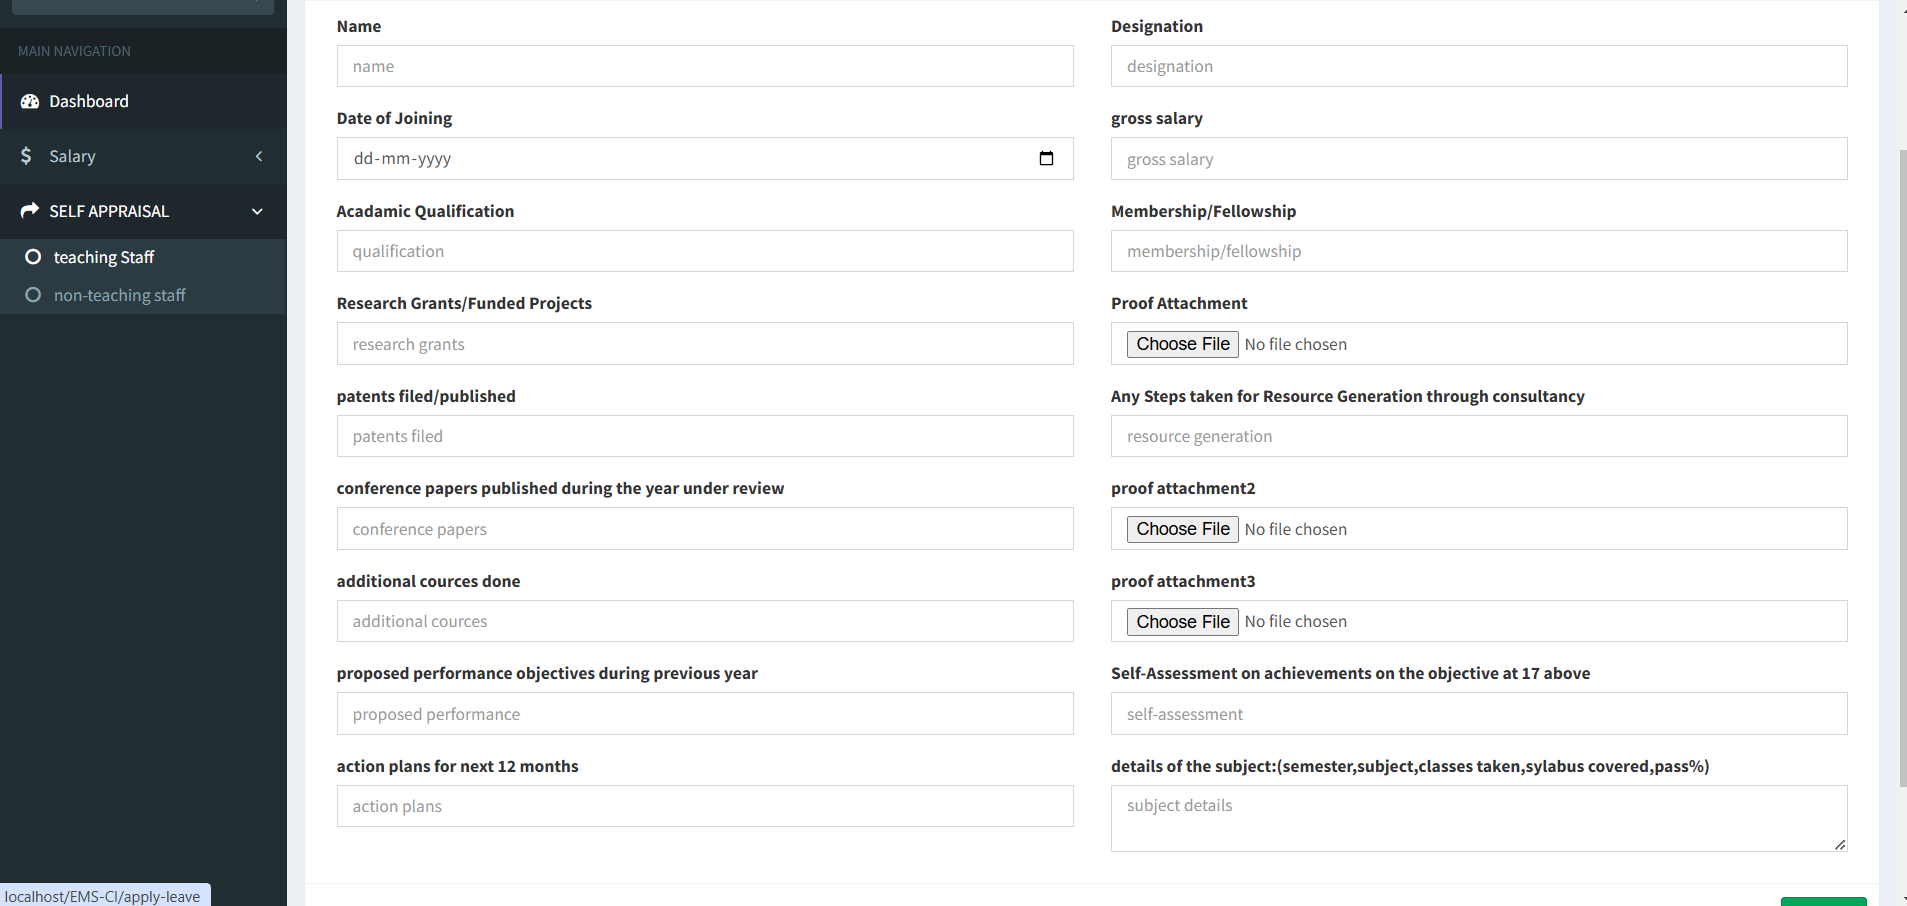 MAIN NAVIGATION
Dashboard
$ Salary
SELF APPRAISAL
teaching Staff
non-teaching staff
Name
name
Designation
designation
Date of Joining
dd-mm-yyyy
gross salary
gross salary
Acadamic Qualification
qualification
Membership/Fellowship
membership/fellowship
Research Grants/Funded Projects
research grants
Proof Attachment
Choose File No file chosen
patents filed/published
patents filed
Any Steps taken for Resource Generation through consultancy
resource generation
conference papers published during the year under review
conference papers
proof attachment2
Choose File No file chosen
additional cources done
additional cources
proof attachment3
Choose File No file chosen
proposed performance objectives during previous year
proposed performance
Self-Assessment on achievements on the objective at 17 above
self-assessment
action plans for next 12 months
action plans
details of the subject:(semester,subject,classes taken,sylabus covered,pass%)
subject details
localhost/EMS-CI/apply-leave